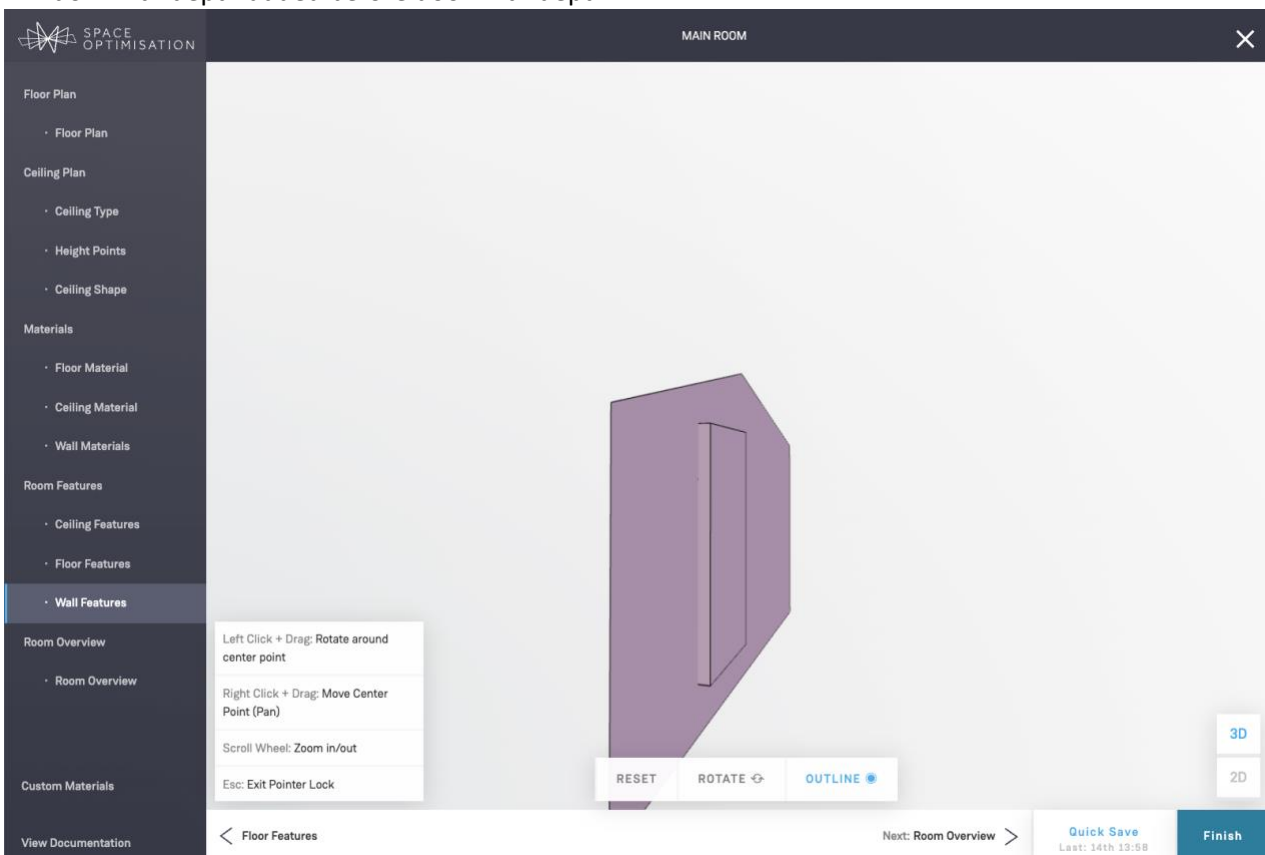 SPACE
OPTIMISATION
MAIN ROOM
Floor Plan
· Floor Plan
Ceiling Plan
· Ceiling Type
· Height Points
· Ceiling Shape
Materials
· Floor Material
· Ceiling Material
· Wall Materials
Room Features
· Ceiling Features
· Floor Features
· Wall Features
Room Overview
· Room Overview
Custom Materials
View Documentation
Left Click + Drag: Rotate around
center point
Right Click + Drag: Move Center
Point (Pan)
Scroll Wheel: Zoom in/out
Esc: Exit Pointer Lock
RESET ROTATE OUTLINE
3D
2D
< Floor Features
Next: Room Overview >
Quick Save
Last: 14th 13:58
Finish